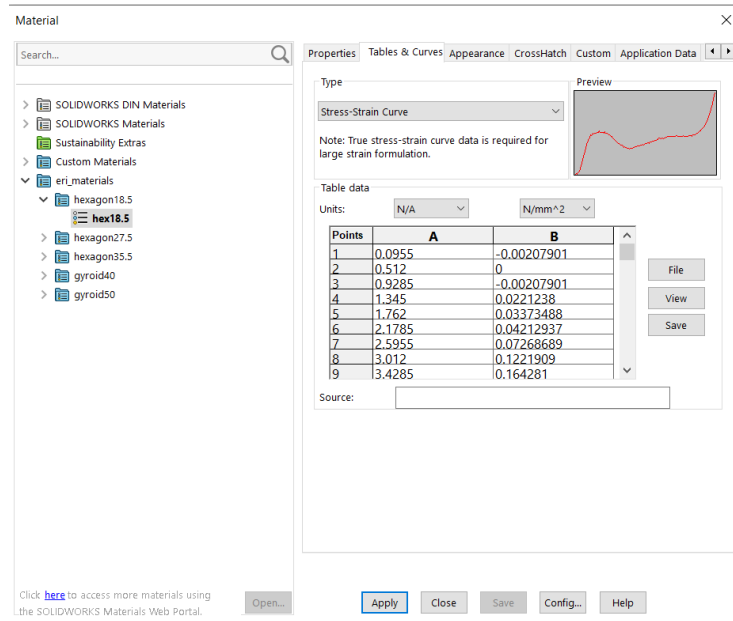 Material
Search...
SOLIDWORKS DIN Materials
SOLIDWORKS Materials
Sustainability Extras
Custom Materials
eri_materials
hexagon18.5
hex18.5
hexagon27.5
hexagon35.5
gyroid40
gyroid50
Click here to access more materials using
the SOLIDWORKS Materials Web Portal.
Open...
Properties Tables & Curves Appearance CrossHatch Custom Application Data
Type
Stress-Strain Curve
Note: True stress-strain curve data is required for
large strain formulation.
Preview
Table data
Units: N/A N/mm^2
Points A B
1 0.0955 -0.00207901
2 0.512 0
3 0.9285 -0.00207901
4 1.345 0.0221238
5 1.762 0.03373488
6 2.1785 0.04212937
7 2.5955 0.07268689
8 3.012 0.1221909
9 3.4285 0.164281
File
View
Save
Source:
Apply Close Save Config... Help